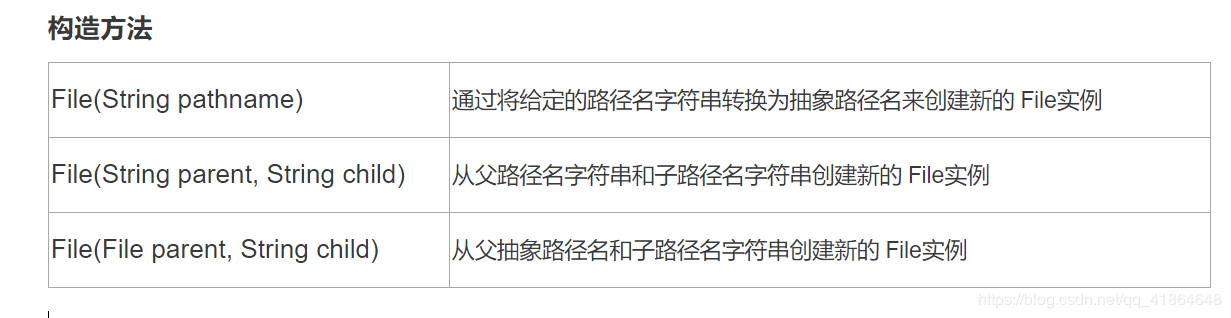 构造方法
File(String pathname) 通过将给定的路径名字符串转换为抽象路径名来创建新的 File实例
File(String parent, String child) 从父路径名字符串和子路径名字符串创建新的 File实例
File(File parent, String child) 从父抽象路径名和子路径名字符串创建新的 File实例
https://blog.csdn.net/qq_41864648